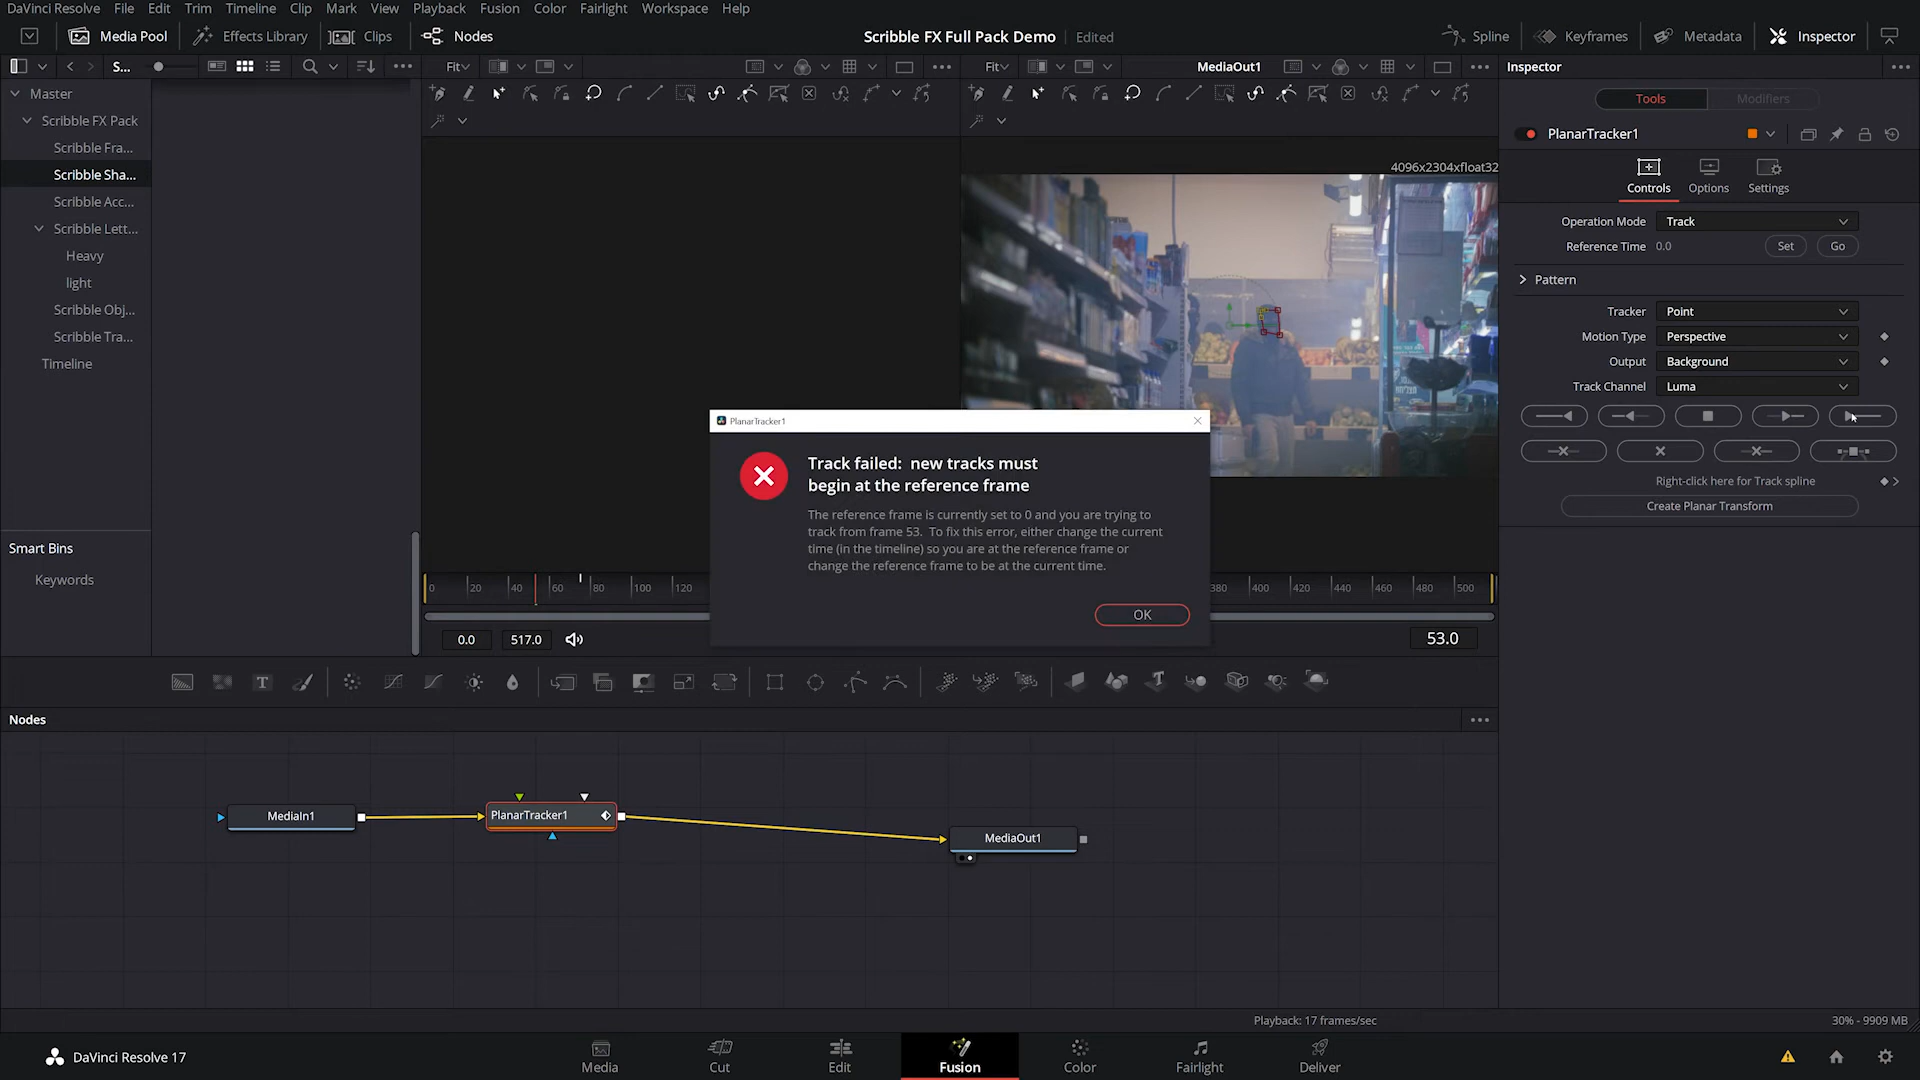 DaVinci Resolve File Edit Trim Timeline Clip Mark View Playback Fusion Color Fairlight Workspace Help
Media Pool Effects Library Clips Nodes Scribble FX Full Pack Demo Edited Spline Keyframes Metadata Inspector
S... Fit Fit MediaOut1 Inspector
Master
Scribble FX Pack
Scribble Fra...
Scribble Sha...
Scribble Acc...
Scribble Lett...
Heavy
light
Scribble Obj...
Scribble Tra...
Timeline
Smart Bins
Keywords
4096x2304xfloat32
Tools Modifiers
PlanarTracker1
Controls Options Settings
Operation Mode Track
Reference Time 0.0 Set Go
Pattern
Tracker Point
Motion Type Perspective
Output Background
Track Channel Luma
Right-click here for Track spline
Create Planar Transform
PlanarTracker1
Track failed: new tracks must
begin at the reference frame
The reference frame is currently set to 0 and you are trying to
track from frame 53. To fix this error, either change the current
time (in the timeline) so you are at the reference frame or
change the reference frame to be at the current time.
OK
0 20 40 60 80 100 120 380 400 420 440 460 480 500
0.0 517.0 53.0
T T
Nodes
MediaIn1 PlanarTracker1 MediaOut1
Playback: 17 frames/sec 30% - 9909 MB
DaVinci Resolve 17 Media Cut Edit Fusion Color Fairlight Deliver